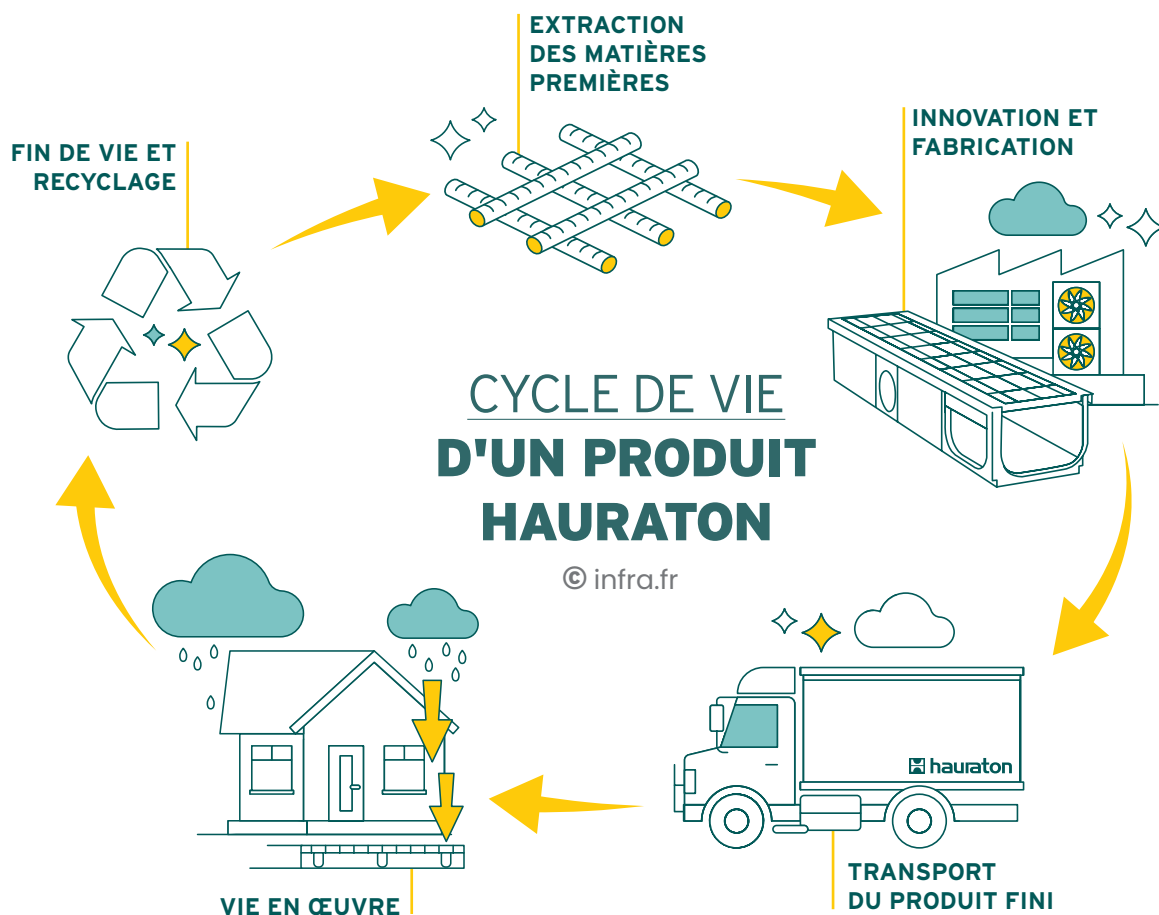 EXTRACTION
DES MATIÈRES
PREMIÈRES
INNOVATION ET
FABRICATION
FIN DE VIE ET
RECYCLAGE
CYCLE DE VIE
D'UN PRODUIT
HAURATON
© infra.fr
hauraton
TRANSPORT
DU PRODUIT FINI
VIE EN ŒUVRE